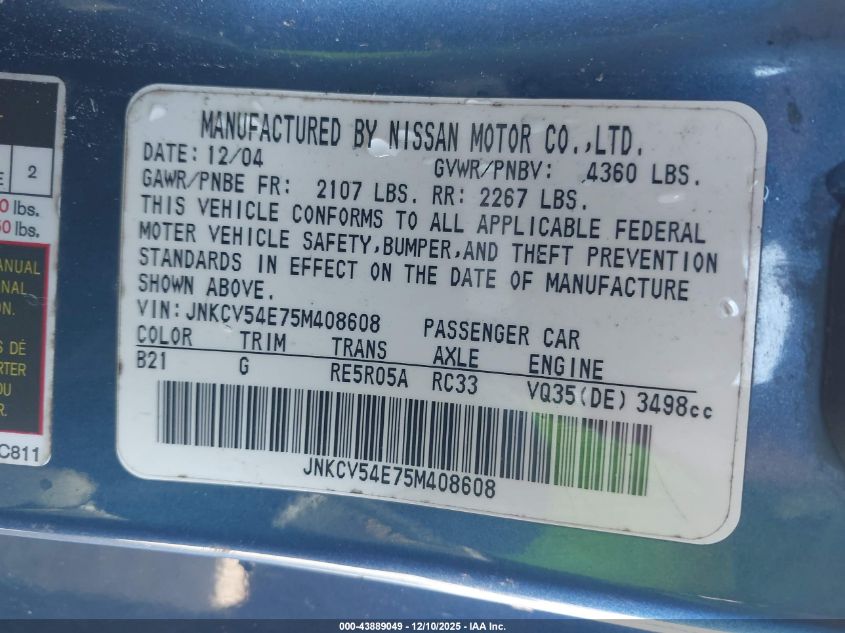 MANUFACTURED BY NISSAN MOTOR CO.,LTD.
DATE: 12/04 GVWR/PNBV: 4360 LBS.
GAWR/PNBE FR: 2107 LBS. RR: 2267 LBS.
THIS VEHICLE CONFORMS TO ALL APPLICABLE FEDERAL
MOTER VEHICLE SAFETY,BUMPER,AND THEFT PREVENTION
STANDARDS IN EFFECT ON THE DATE OF MANUFACTURE
SHOWN ABOVE.
VIN: JNKCV54E75M408608 PASSENGER CAR
COLOR TRIM TRANS AXLE ENGINE
B21 G RE5R05A RC33 VQ35(DE) 3498cc
JNKCV54E75M408608
2
lbs.
lbs.
ANUAL
NAL
ON.
S DÉ
RTER
OU
R.
C811
000-43889049 - 12/10/2025 - IAA Inc.